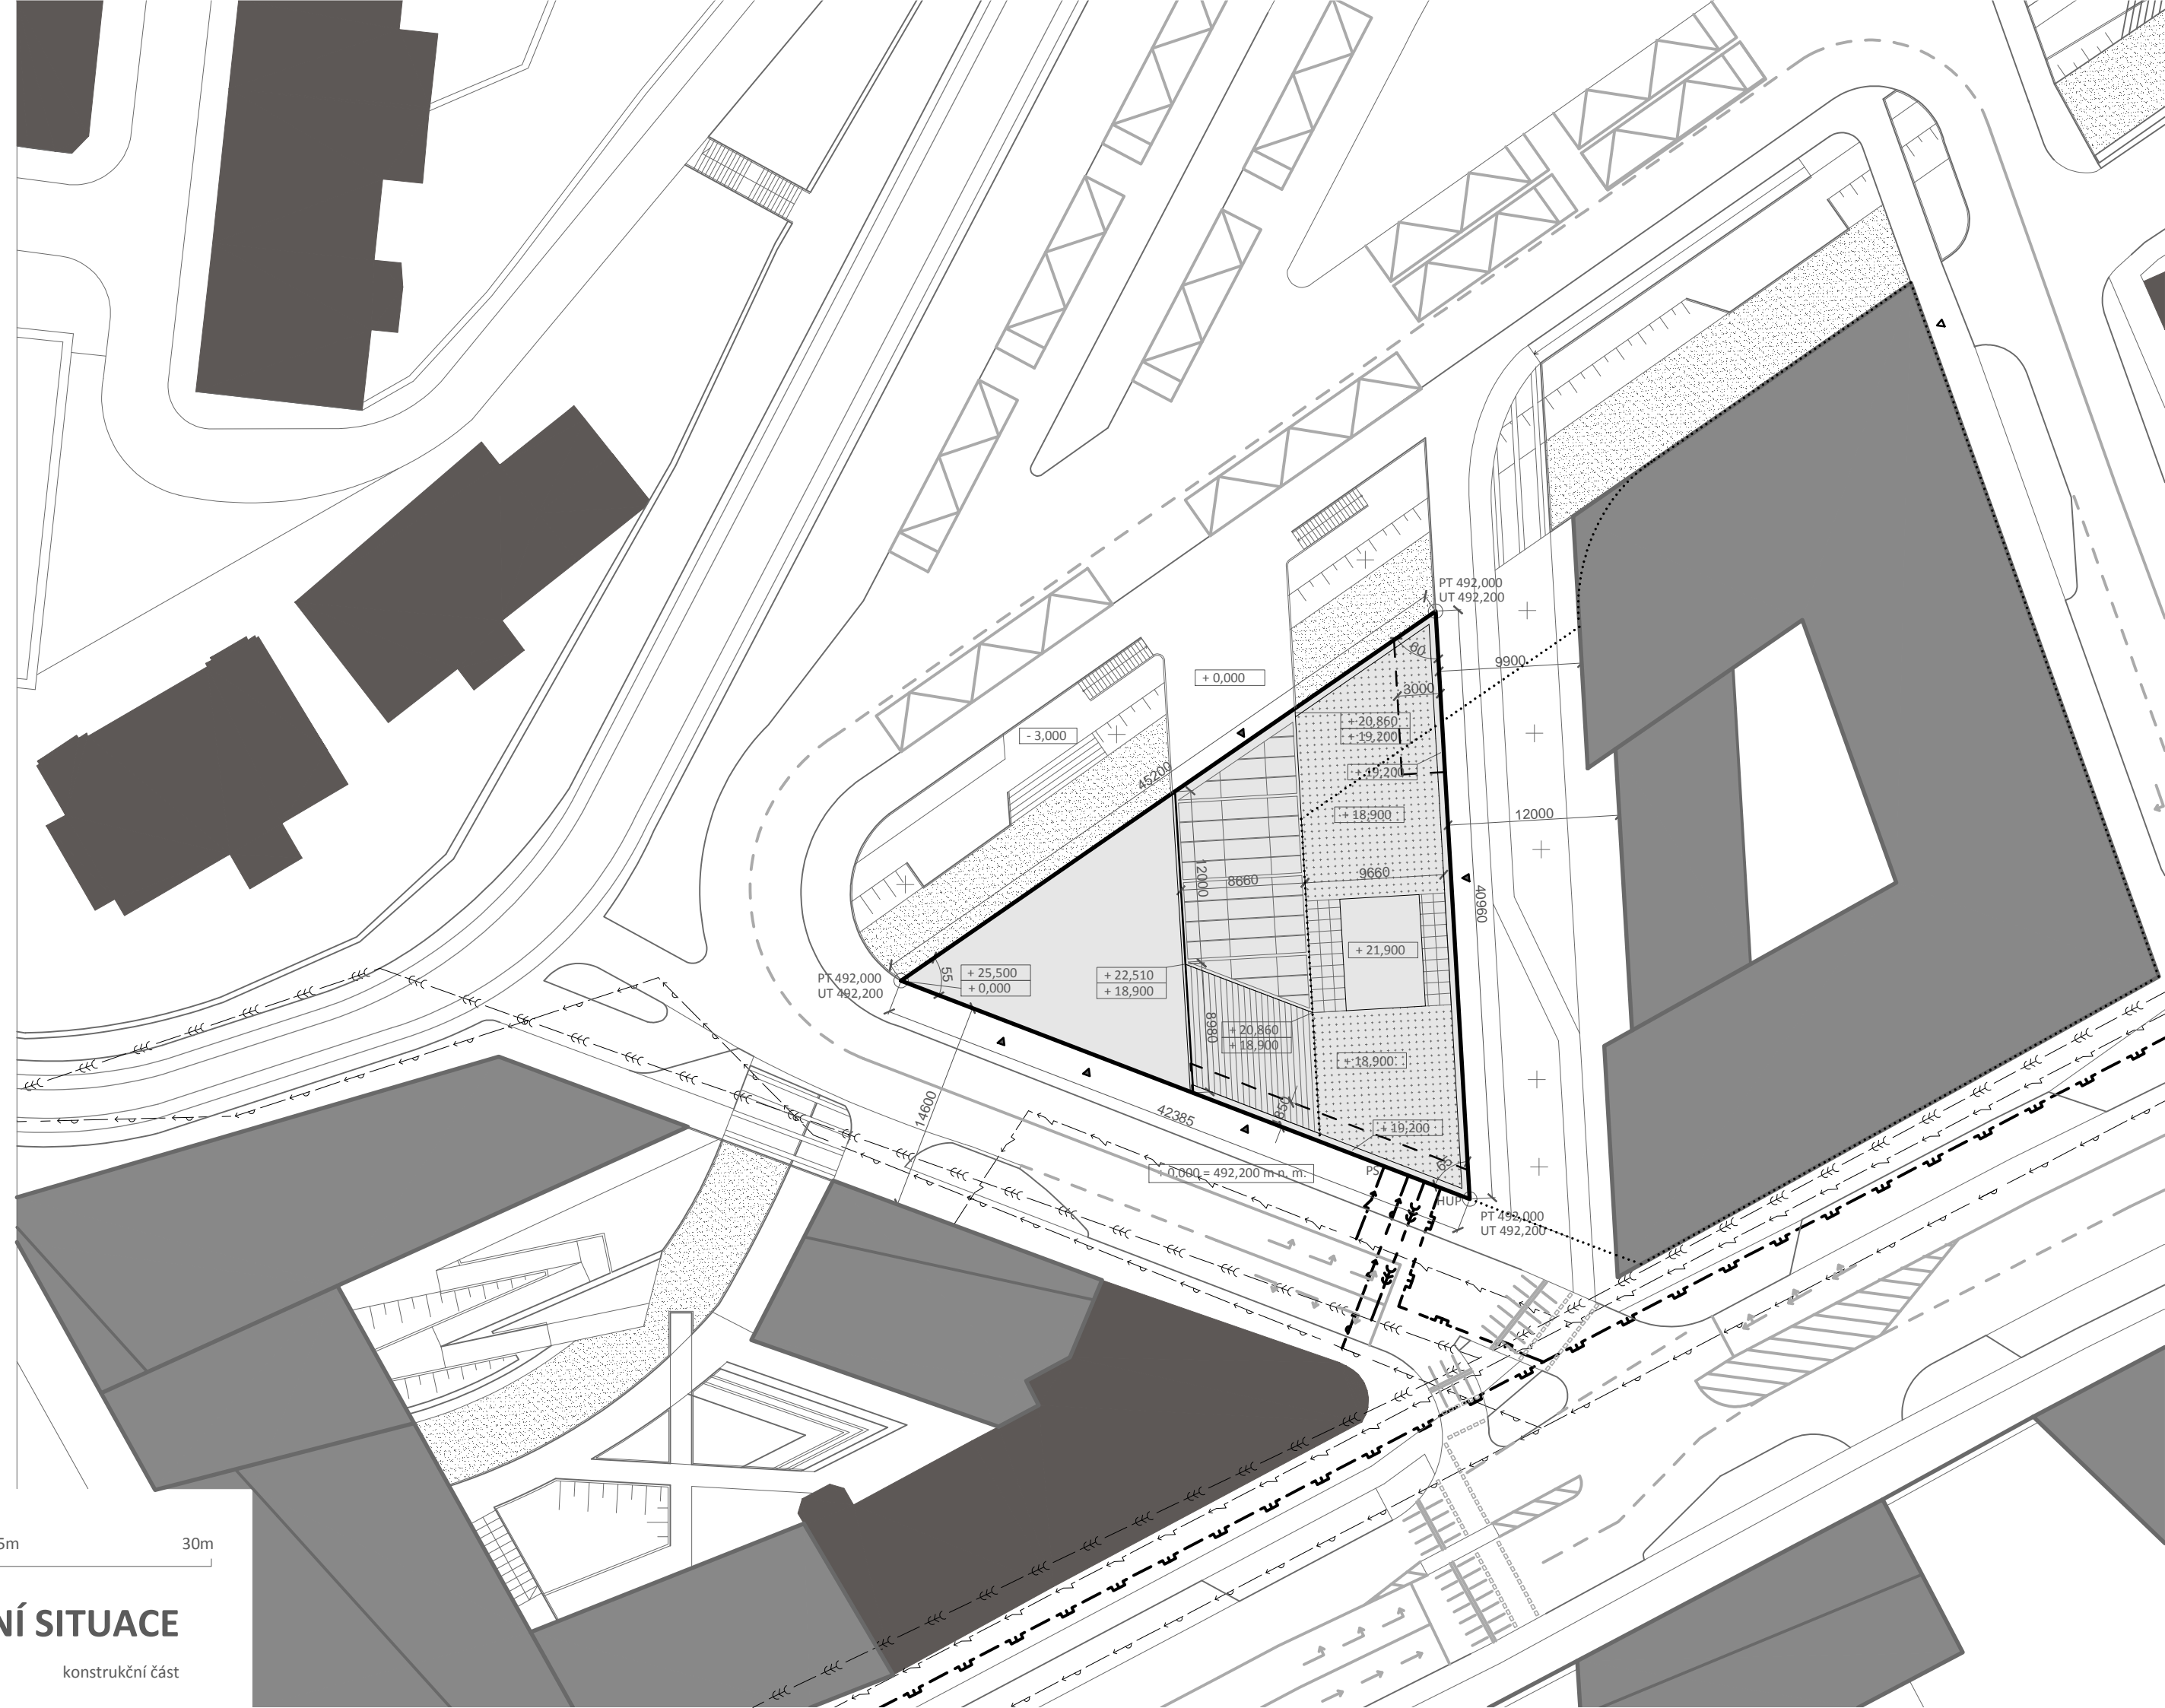 PT 492,000
UT 492,200
9900
60
3000
+ 0,000
+ 20,860
+ 19,200
- 3,000
45200
+ 19,200
+ 18,900
12000
12000
8660
9660
40960
+ 21,900
PT 492,000
UT 492,200
55
+ 25,500
+ 0,000
+ 22,510
+ 18,900
8980
+ 20,860
+ 18,900
+ 18,900
14600
42385
+ 19,200
0,000 = 492,200 m n. m.
PS
HUP
PT 492,000
UT 492,200
5m
30m
NÍ SITUACE
konstrukční část